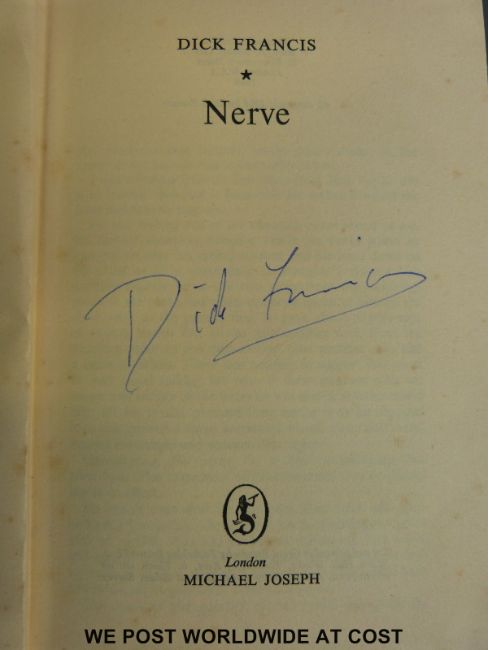 DICK FRANCIS
★
Nerve
Dick Francis
London
MICHAEL JOSEPH
WE POST WORLDWIDE AT COST